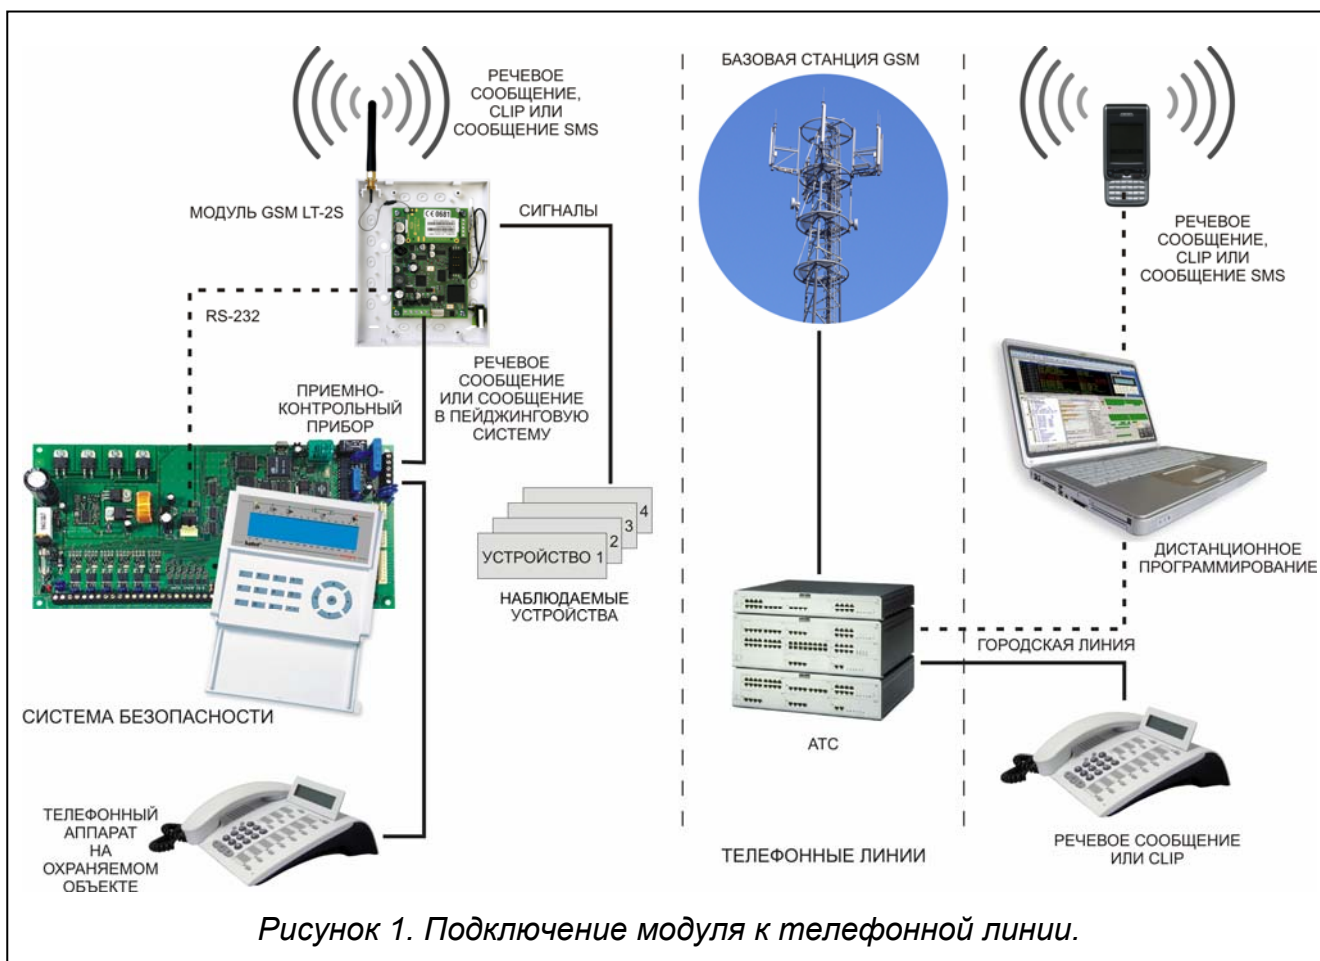 РЕЧЕВОЕ
СООБЩЕНИЕ,
CLIP ИЛИ
СООБЩЕНИЕ SMS
МОДУЛЬ GSM LT-2S
СИГНАЛЫ
RS-232
РЕЧЕВОЕ
СООБЩЕНИЕ
ИЛИ СООБЩЕНИЕ
В ПЕЙДЖИНГОВУЮ
СИСТЕМУ
ПРИЕМНО-
КОНТРОЛЬНЫЙ
ПРИБОР
4
3
2
УСТРОЙСТВО 1
НАБЛЮДАЕМЫЕ
УСТРОЙСТВА
СИСТЕМА БЕЗОПАСНОСТИ
ТЕЛЕФОННЫЙ
АППАРАТ
НА
ОХРАНЯЕМОМ
ОБЪЕКТЕ
БАЗОВАЯ СТАНЦИЯ GSM
АТС
ТЕЛЕФОННЫЕ ЛИНИИ
РЕЧЕВОЕ
СООБЩЕНИЕ,
CLIP ИЛИ
СООБЩЕНИЕ SMS
ДИСТАНЦИОННОЕ
ПРОГРАММИРОВАНИЕ
ГОРОДСКАЯ ЛИНИЯ
РЕЧЕВОЕ СООБЩЕНИЕ
ИЛИ CLIP
Рисунок 1. Подключение модуля к телефонной линии.